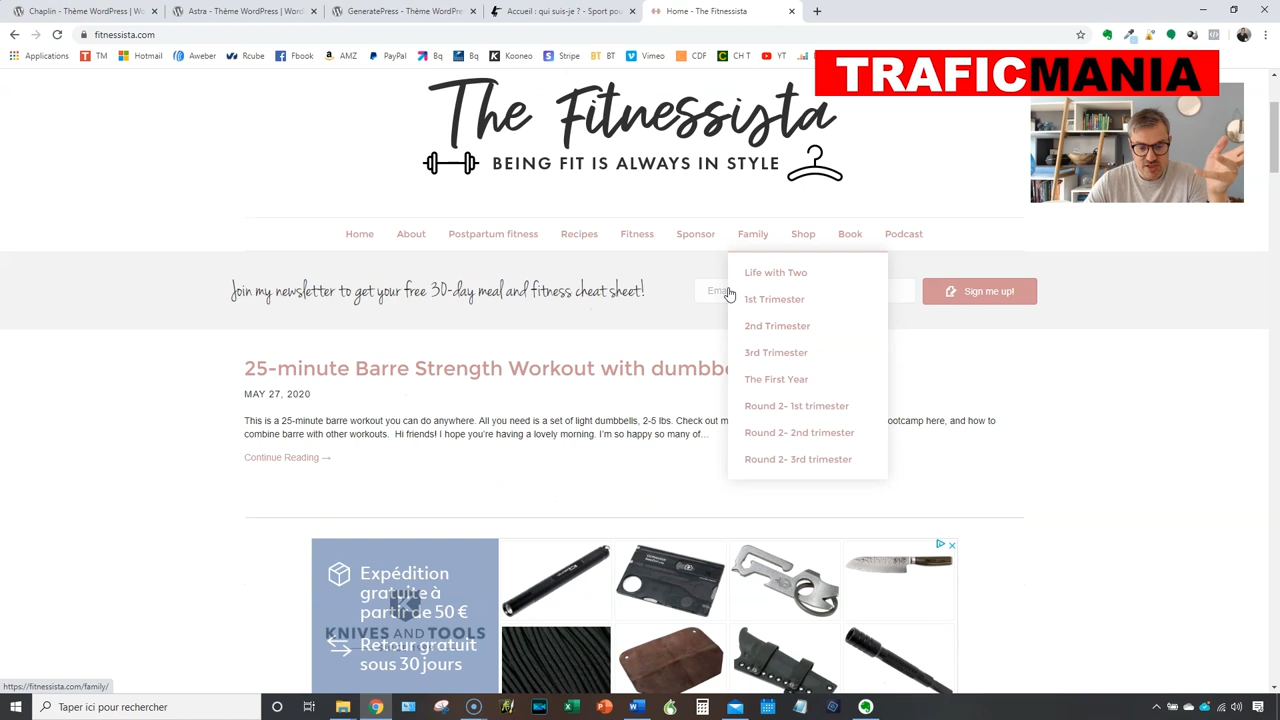 Chaplin - Thème WordPress
Parlons - Thème WordPress
GeneratePress - Thème WordPre
Accueil / qui suis-je? - Sport pou
Home - The Fitnessista
fitnessista.com
Applications TM Hotmail Aweber Rcube Fbook AMZ PayPal Bq Kooneo Stripe BT Vimeo CDF CH T YT
TRAFICMANIA
The Fitnessista
BEING FIT IS ALWAYS IN STYLE
Home About Postpartum fitness Recipes Fitness Sponsor Family Shop Book Podcast
Join my newsletter to get your free 30-day meal and fitness cheat sheet!
Ema
Sign me up!
Life with Two
1st Trimester
2nd Trimester
3rd Trimester
The First Year
Round 2- 1st trimester
Round 2- 2nd trimester
Round 2- 3rd trimester
25-minute Barre Strength Workout with dumbbe
MAY 27, 2020
This is a 25-minute barre workout you can do anywhere. All you need is a set of light dumbbells, 2-5 lbs. Check out m ootcamp here, and how to
combine barre with other workouts. Hi friends! I hope you're having a lovely morning. I'm so happy so many of…
Continue Reading →
Expédition
gratuite à
partir de 50 €
KNIVES AND TOOLS
Retour gratuit
sous 30 jours
https://fitnessista.com/family/
Taper ici pour rechercher